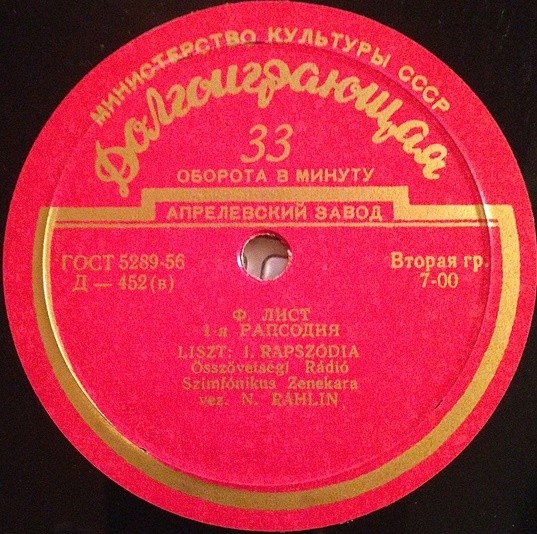 МИНИСТЕРСТВО КУЛЬТУРЫ СССР
Долгоиграющая
33
ОБОРОТА В МИНУТУ
АПРЕЛЕВСКИЙ ЗАВОД
ГОСТ 5289-56
Д — 452 (в)
Вторая гр.
7-00
Ф. ЛИСТ
1-я РАПСОДИЯ
LISZT: I. RAPSZÓDIA
Összövetségi Rádió
Szimfónikus Zenekara
vez. N. RAHLIN